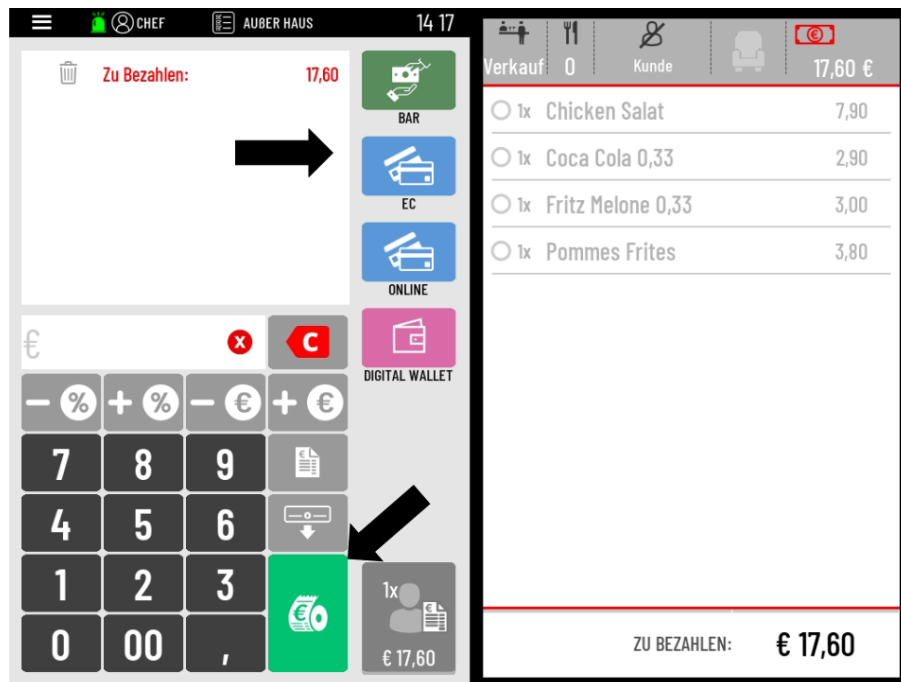 CHEF AUßER HAUS 14 17
Zu Bezahlen: 17,60
BAR
EC
ONLINE
DIGITAL WALLET
€ X C
- % + % - € + €
7 8 9
4 5 6
1 2 3
0 00 ,
1x
€ 17,60
Verkauf 0 Kunde 17,60 €
1x Chicken Salat 7,90
1x Coca Cola 0,33 2,90
1x Fritz Melone 0,33 3,00
1x Pommes Frites 3,80
ZU BEZAHLEN: € 17,60